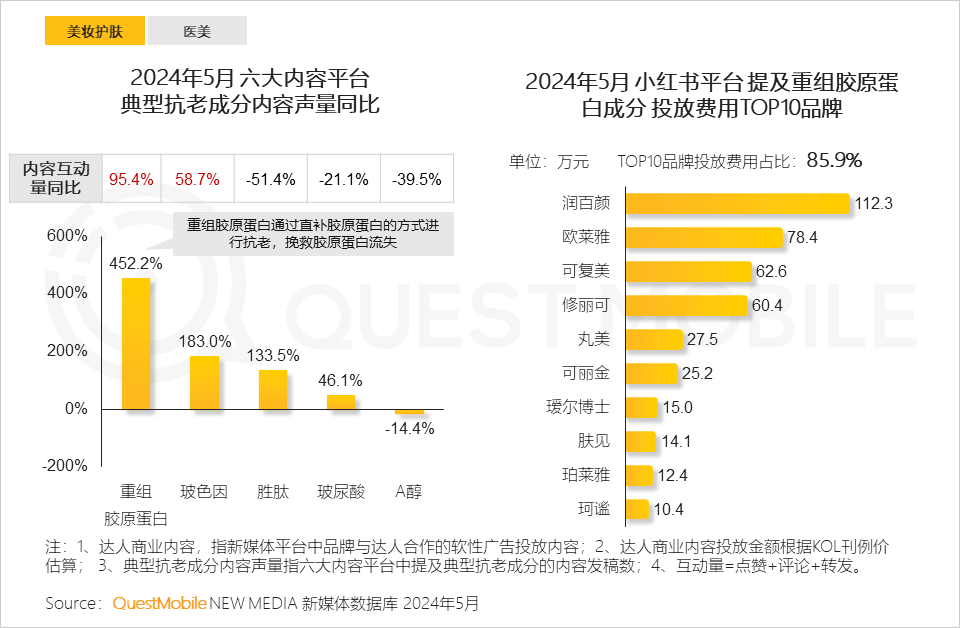 美妆护肤
医美
2024年5月 六大内容平台
典型抗老成分内容声量同比
内容互动
量同比
95.4%
58.7%
-51.4%
-21.1%
-39.5%
重组胶原蛋白通过直补胶原蛋白的方式进
行抗老，挽救胶原蛋白流失
600%
400%
200%
0%
-200%
452.2%
183.0%
133.5%
46.1%
-14.4%
重组
胶原蛋白
玻色因
胜肽
玻尿酸
A醇
2024年5月 小红书平台 提及重组胶原蛋
白成分 投放费用TOP10品牌
单位：万元 TOP10品牌投放费用占比：85.9%
润百颜 112.3
欧莱雅 78.4
可复美 62.6
修丽可 60.4
丸美 27.5
可丽金 25.2
瑷尔博士 15.0
肤见 14.1
珀莱雅 12.4
珂谧 10.4
QUESTMOBILE
注：1、达人商业内容，指新媒体平台中品牌与达人合作的软性广告投放内容；2、达人商业内容投放金额根据KOL刊例价
估算； 3、典型抗老成分内容声量指六大内容平台中提及典型抗老成分的内容发稿数；4、互动量=点赞+评论+转发。
Source：QuestMobile NEW MEDIA 新媒体数据库 2024年5月